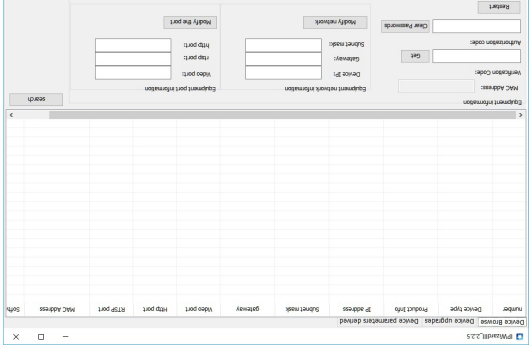 IPWizardIII_2.2.5
Device Browse Device upgrades Device parameters derived
number Device type Product Info IP address Subnet mask gateway Video port Http port RTSP port MAC Address Softw
search
Equipment information
MAC Address:
Verification Code:
Get
Authorization code:
Clear Passwords
Restart
Equipment network information
Device IP:
Gateway:
Subnet mask:
Modify network
Equipment port information
Video port:
rtsp port:
http port:
Modify the port